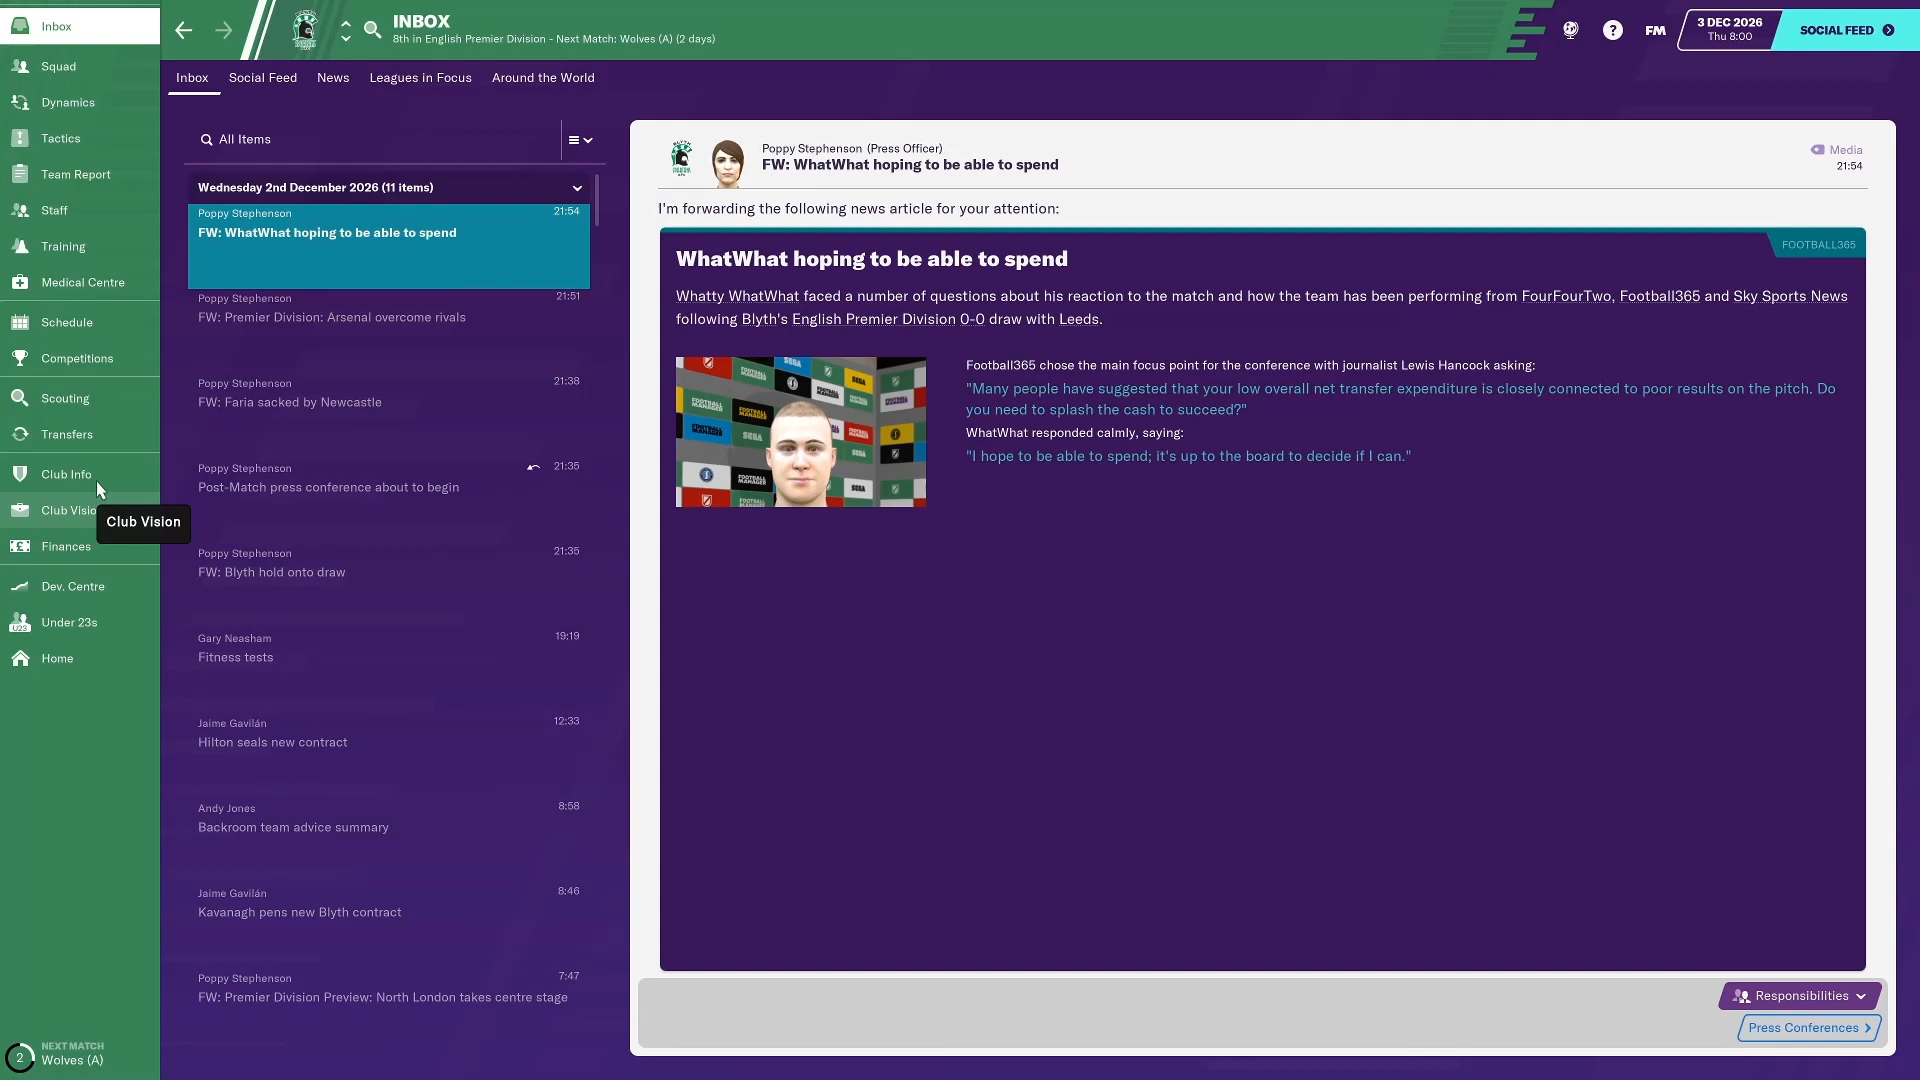 Inbox
Squad
Dynamics
Tactics
Team Report
Staff
Training
Medical Centre
Schedule
Competitions
Scouting
Transfers
Club Info
Club Visio
Club Vision
Finances
Dev. Centre
U23
Under 23s
Home
2
NEXT MATCH
Wolves (A)
INBOX
8th in English Premier Division - Next Match: Wolves (A) (2 days)
?
FM
3 DEC 2026
Thu 8:00
SOCIAL FEED
Inbox
Social Feed
News
Leagues in Focus
Around the World
All Items
Wednesday 2nd December 2026 (11 items)
Poppy Stephenson 21:54
FW: WhatWhat hoping to be able to spend
Poppy Stephenson 21:51
FW: Premier Division: Arsenal overcome rivals
Poppy Stephenson 21:38
FW: Faria sacked by Newcastle
Poppy Stephenson 21:35
Post-Match press conference about to begin
Poppy Stephenson 21:35
FW: Blyth hold onto draw
Gary Neasham 19:19
Fitness tests
Jaime Gavilán 12:33
Hilton seals new contract
Andy Jones 8:58
Backroom team advice summary
Jaime Gavilán 8:46
Kavanagh pens new Blyth contract
Poppy Stephenson 7:47
FW: Premier Division Preview: North London takes centre stage
Poppy Stephenson (Press Officer)
FW: WhatWhat hoping to be able to spend
Media
21:54
I'm forwarding the following news article for your attention:
FOOTBALL365
WhatWhat hoping to be able to spend
Whatty WhatWhat faced a number of questions about his reaction to the match and how the team has been performing from FourFourTwo, Football365 and Sky Sports News
following Blyth's English Premier Division 0-0 draw with Leeds.
Football365 chose the main focus point for the conference with journalist Lewis Hancock asking:
"Many people have suggested that your low overall net transfer expenditure is closely connected to poor results on the pitch. Do
you need to splash the cash to succeed?"
WhatWhat responded calmly, saying:
"I hope to be able to spend; it's up to the board to decide if I can."
Responsibilities
Press Conferences